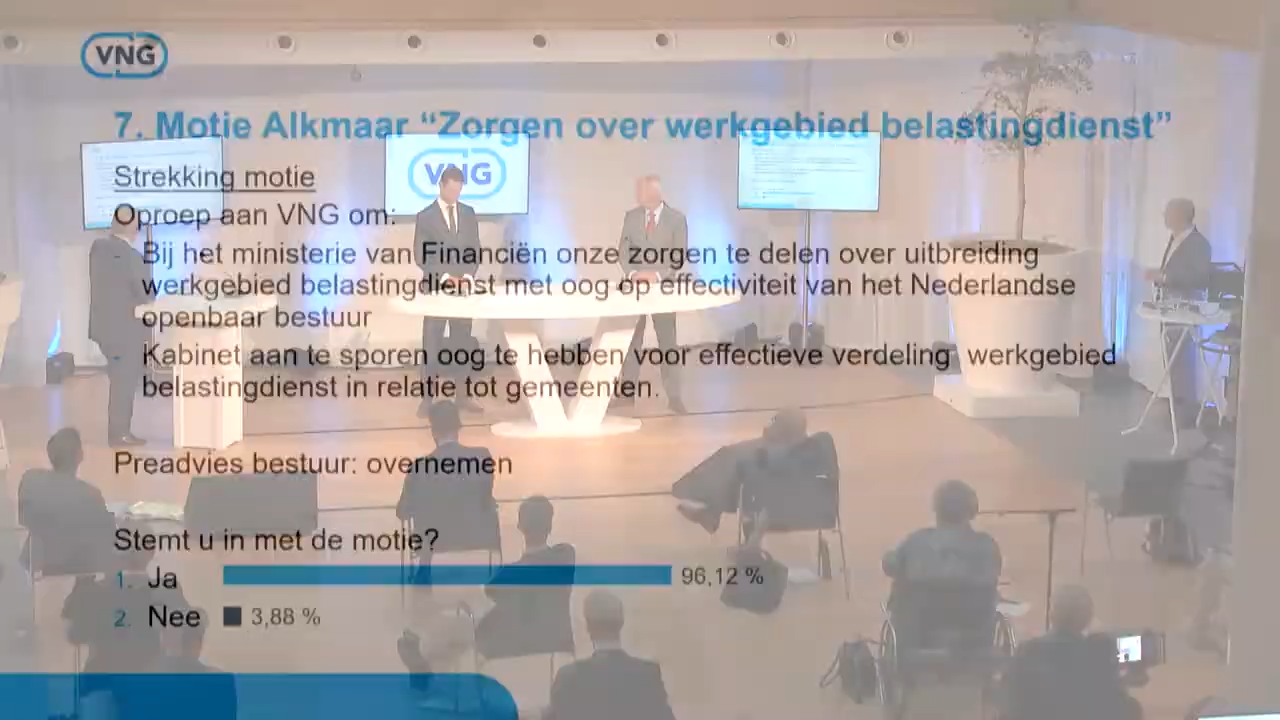 VNG
7. Motie Alkmaar “Zorgen over werkgebied belastingdienst”
VNG
Strekking motie
Oproep aan VNG om:
- Bij het ministerie van Financiën onze zorgen te delen over uitbreiding
werkgebied belastingdienst met oog op effectiviteit van het Nederlandse
openbaar bestuur
- Kabinet aan te sporen oog te hebben voor effectieve verdeling werkgebied
belastingdienst in relatie tot gemeenten.
Preadvies bestuur: overnemen
Stemt u in met de motie?
1. Ja 96,12 %
2. Nee 3,88 %